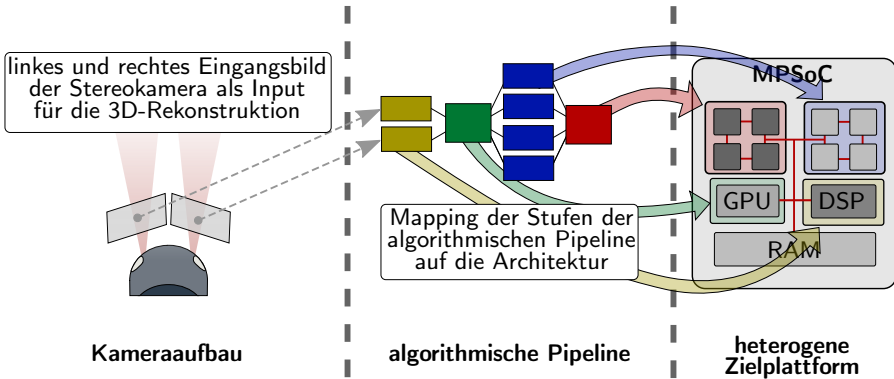 linkes und rechtes Eingangsbild
der Stereokamera als Input
für die 3D-Rekonstruktion
Mapping der Stufen der
algorithmischen Pipeline
auf die Architektur
MPSoC
GPU
DSP
RAM
Kameraaufbau
algorithmische Pipeline
heterogene
Zielplattform